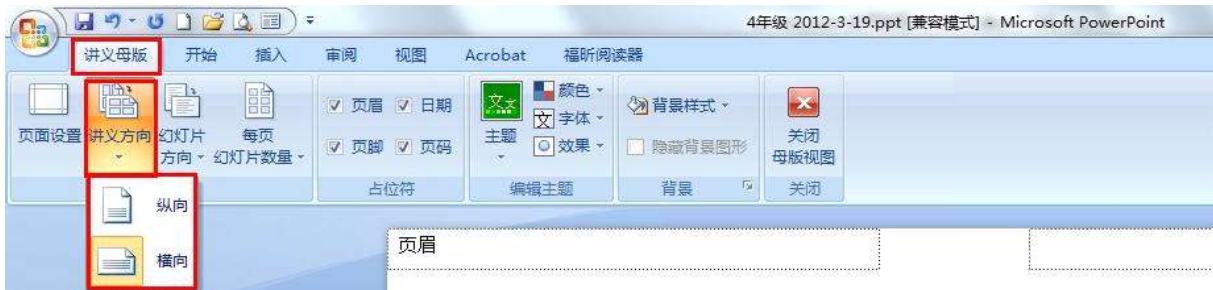 4年级 2012-3-19.ppt [兼容模式] - Microsoft PowerPoint
讲义母版 开始 插入 审阅 视图 Acrobat 福昕阅读器
页面设置 讲义方向 幻灯片方向 每页幻灯片数量
页眉 日期
页脚 页码
占位符
主题 颜色
字体
效果
编辑主题
背景样式
隐藏背景图形
背景
关闭
母版视图
关闭
纵向
横向
页眉